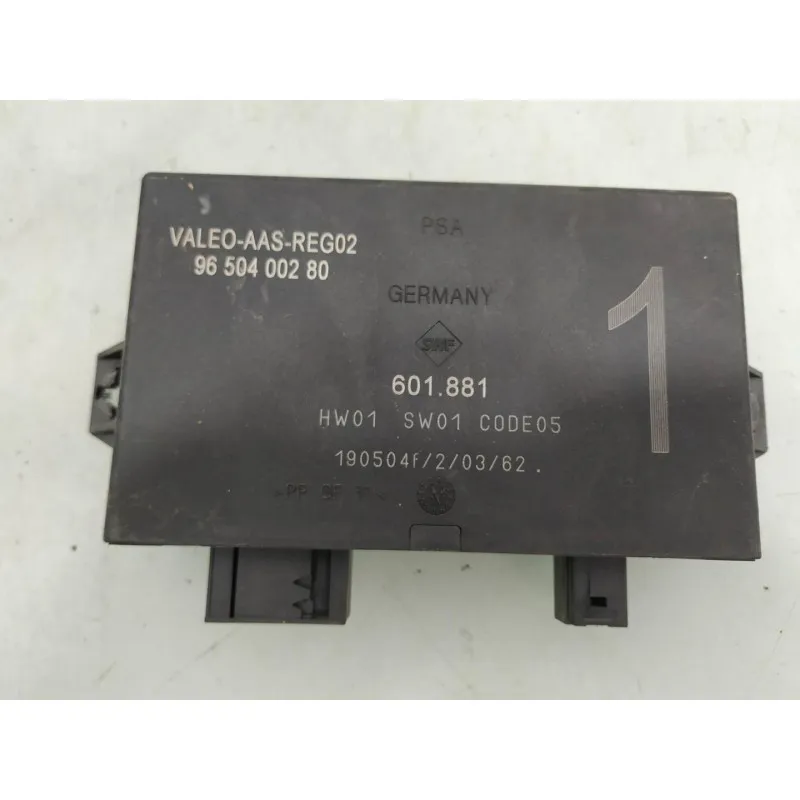 PSA
VALEO-AAS-REG02
96 504 002 80
GERMANY
SWF
601.881
HW01 SW01 CODE05
190504f/2/03/62.
1